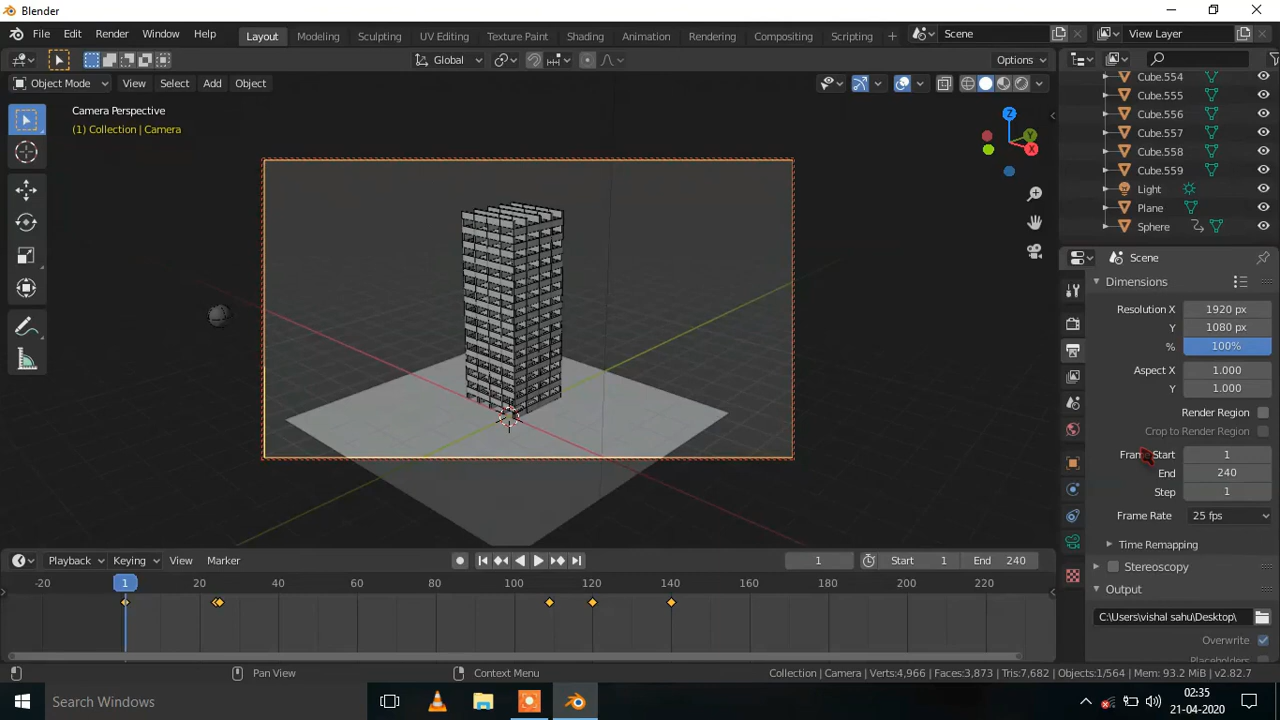 Blender
File Edit Render Window Help Layout Modeling Sculpting UV Editing Texture Paint Shading Animation Rendering Compositing Scripting + Scene View Layer
Global Options
Object Mode View Select Add Object
Camera Perspective
(1) Collection | Camera
Z
Y
X
Cube.554
Cube.555
Cube.556
Cube.557
Cube.558
Cube.559
Light
Plane
Sphere
Scene
Dimensions
Resolution X 1920 px
Y 1080 px
% 100%
Aspect X 1.000
Y 1.000
Render Region
Crop to Render Region
Frame Start 1
End 240
Step 1
Frame Rate 25 fps
Time Remapping
Stereoscopy
Output
C:\Users\vishal sahu\Desktop\
Overwrite
Placeholders
Playback Keying View Marker 1 Start 1 End 240
-20 1 20 40 60 80 100 120 140 160 180 200 220
Pan View Context Menu Collection | Camera | Verts:4,966 | Faces:3,873 | Tris:7,682 | Objects:1/564 | Mem: 93.2 MiB | v2.82.7
Search Windows
02:35
21-04-2020